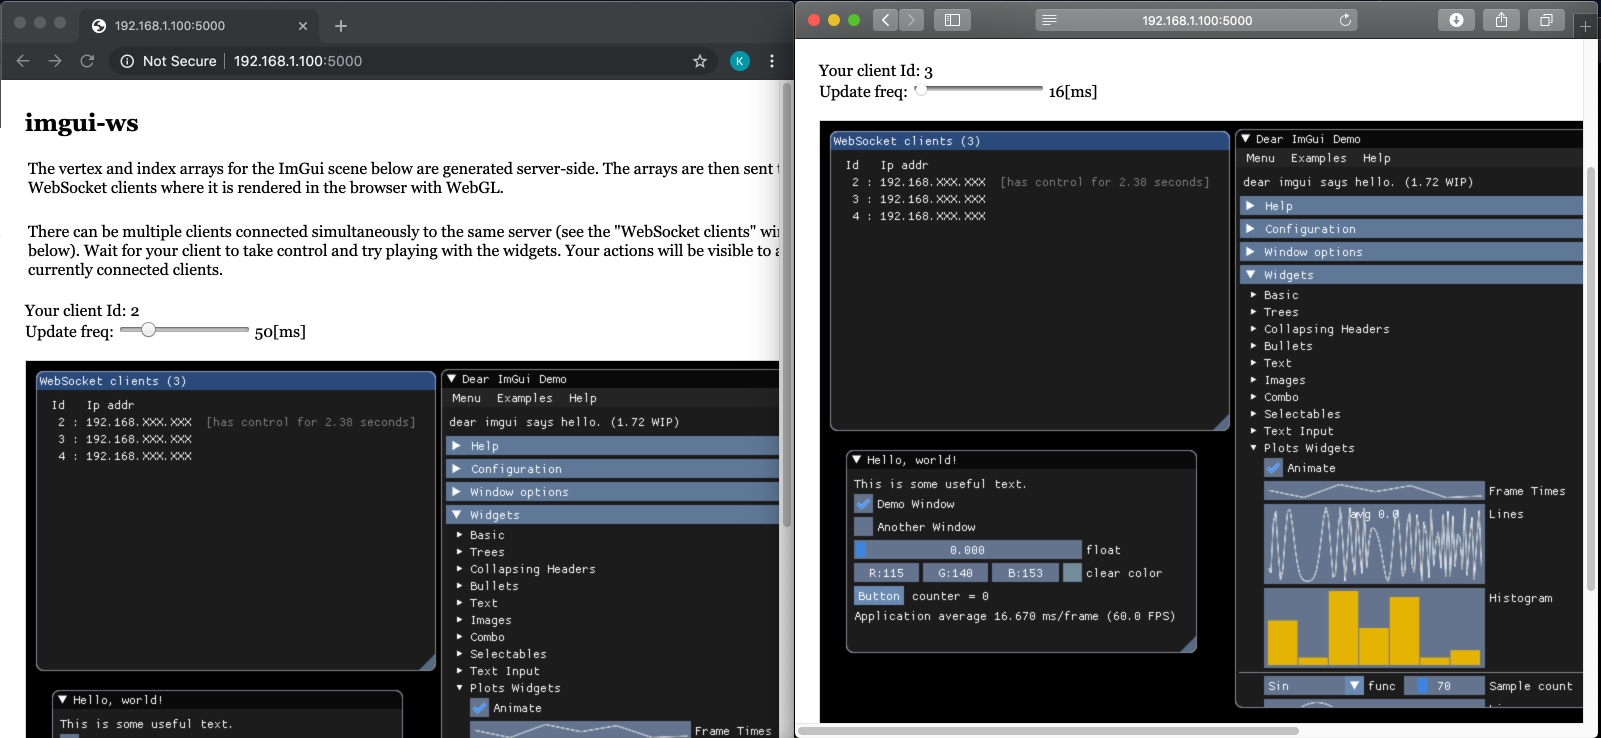 192.168.1.100:5000
Not Secure 192.168.1.100:5000
K
imgui-ws
The vertex and index arrays for the ImGui scene below are generated server-side. The arrays are then sent
WebSocket clients where it is rendered in the browser with WebGL.
There can be multiple clients connected simultaneously to the same server (see the "WebSocket clients"
below). Wait for your client to take control and try playing with the widgets. Your actions will be visible to
currently connected clients.
Your client Id: 2
Update freq: 50[ms]
WebSocket clients (3)
Id Ip addr
2 : 192.168.XXX.XXX [has control for 2.38 seconds]
3 : 192.168.XXX.XXX
4 : 192.168.XXX.XXX
Hello, world!
This is some useful text.
Dear ImGui Demo
Menu Examples Help
dear imgui says hello. (1.72 WIP)
Help
Configuration
Window options
Widgets
Basic
Trees
Collapsing Headers
Bullets
Text
Images
Combo
Selectables
Text Input
Plots Widgets
Animate
Frame Times
192.168.1.100:5000
Your client Id: 3
Update freq: 16[ms]
WebSocket clients (3)
Id Ip addr
2 : 192.168.XXX.XXX [has control for 2.38 seconds]
3 : 192.168.XXX.XXX
4 : 192.168.XXX.XXX
Hello, world!
This is some useful text.
Demo Window
Another Window
0.000 float
R:115 G:140 B:153 clear color
Button counter = 0
Application average 16.670 ms/frame (60.0 FPS)
Dear ImGui Demo
Menu Examples Help
dear imgui says hello. (1.72 WIP)
Help
Configuration
Window options
Widgets
Basic
Trees
Collapsing Headers
Bullets
Text
Images
Combo
Selectables
Text Input
Plots Widgets
Animate
Frame Times
avg 0.0 Lines
Histogram
Sin func 70 Sample count